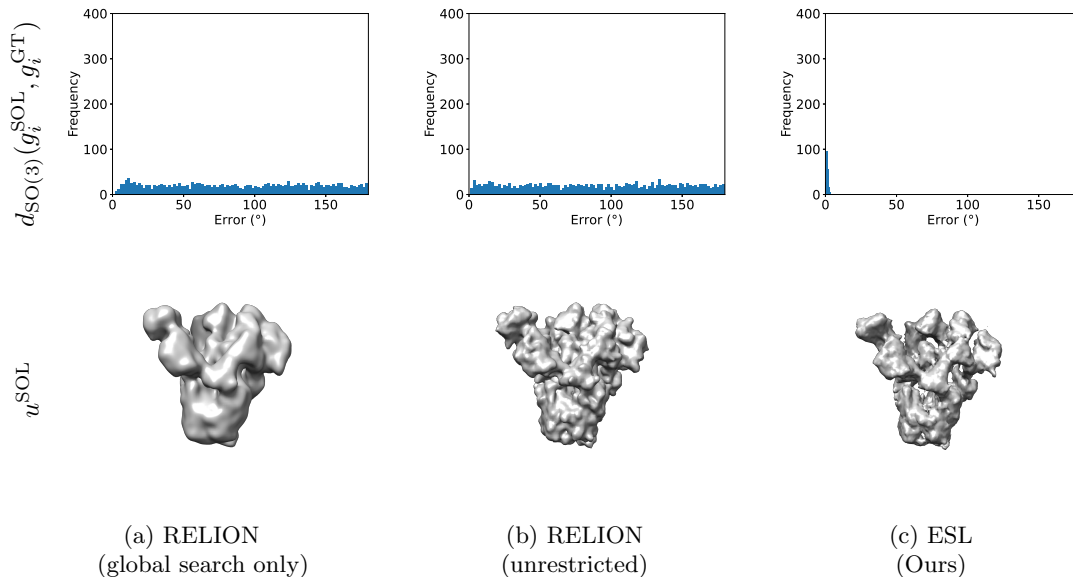 d_{SO(3)}(g_i^{SOL}, g_i^{GT})
Frequency
400
300
200
100
0
0 50 100 150
Error (°)
Frequency
400
300
200
100
0
0 50 100 150
Error (°)
Frequency
400
300
200
100
0
0 50 100 150
Error (°)
u^{SOL}
(a) RELION
(global search only)
(b) RELION
(unrestricted)
(c) ESL
(Ours)